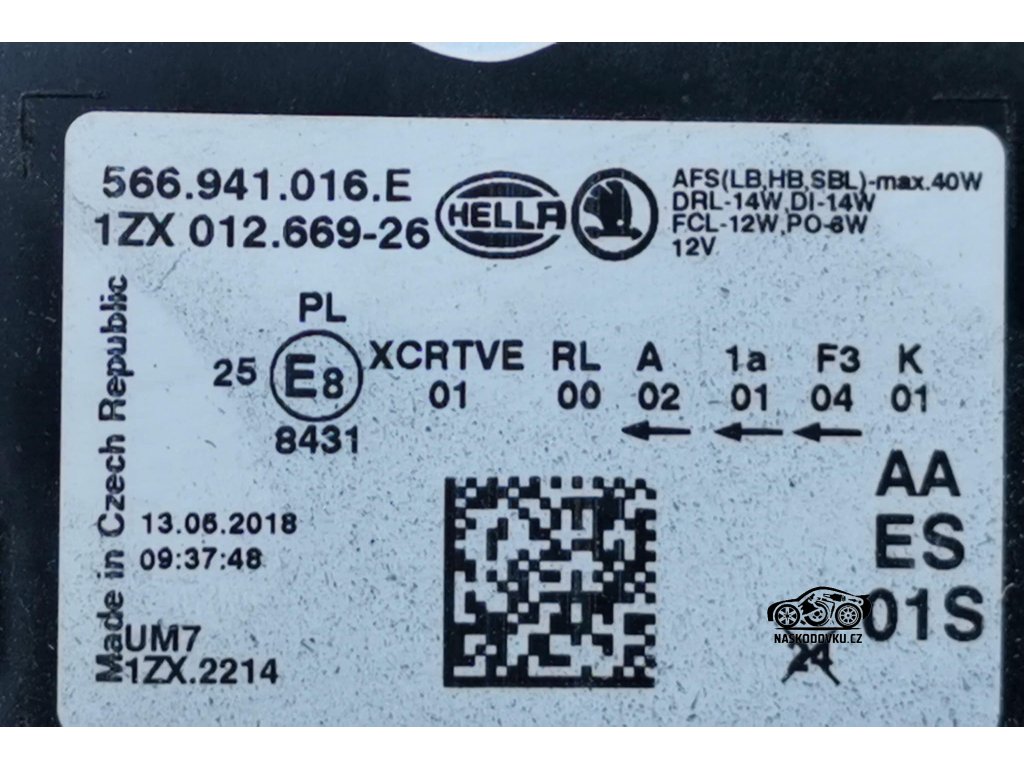 566.941.016.E
1ZX 012.669-26
HELLA
AFS(LB,HB,SBL)-max.40W
DRL-14W,DI-14W
FCL-12W,PO-6W
12V
Made in Czech Republic
PL
25 E8 XCRTVE RL A 1a F3 K
01 00 02 01 04 01
8431
AA
ES
01S
13.06.2018
09:37:48
NASKODOVKU.CZ
24
UM7
1ZX.2214